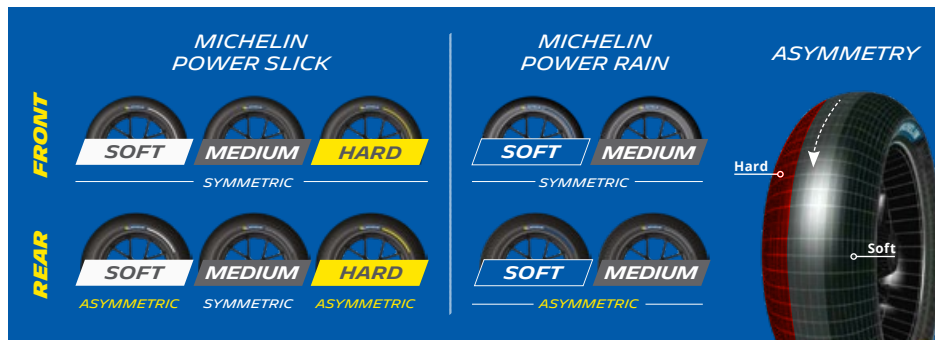 MICHELIN
POWER SLICK
MICHELIN
POWER RAIN
ASYMMETRY
FRONT
SOFT
MEDIUM
HARD
SYMMETRIC
SOFT
MEDIUM
SYMMETRIC
REAR
SOFT
MEDIUM
HARD
ASYMMETRIC
SYMMETRIC
ASYMMETRIC
SOFT
MEDIUM
ASYMMETRIC
Hard
Soft